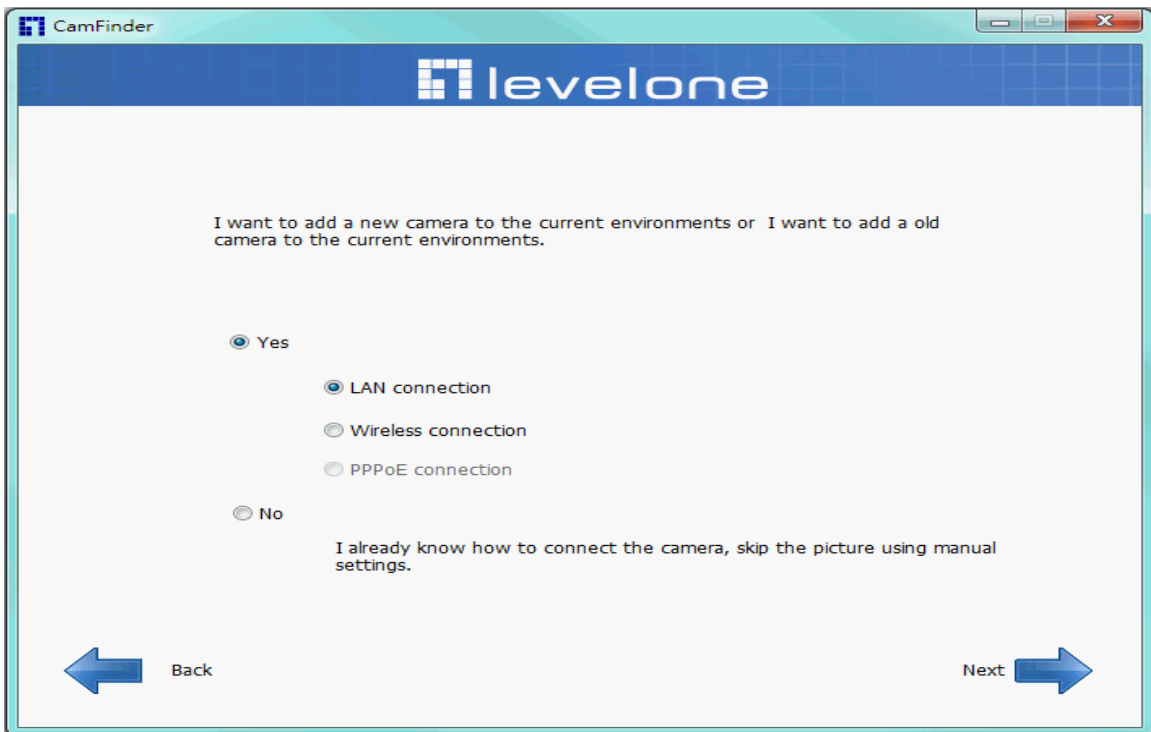 CamFinder
levelone
I want to add a new camera to the current environments or  I want to add a old
camera to the current environments.
Yes
LAN connection
Wireless connection
PPPoE connection
No
I already know how to connect the camera, skip the picture using manual
settings.
Back
Next